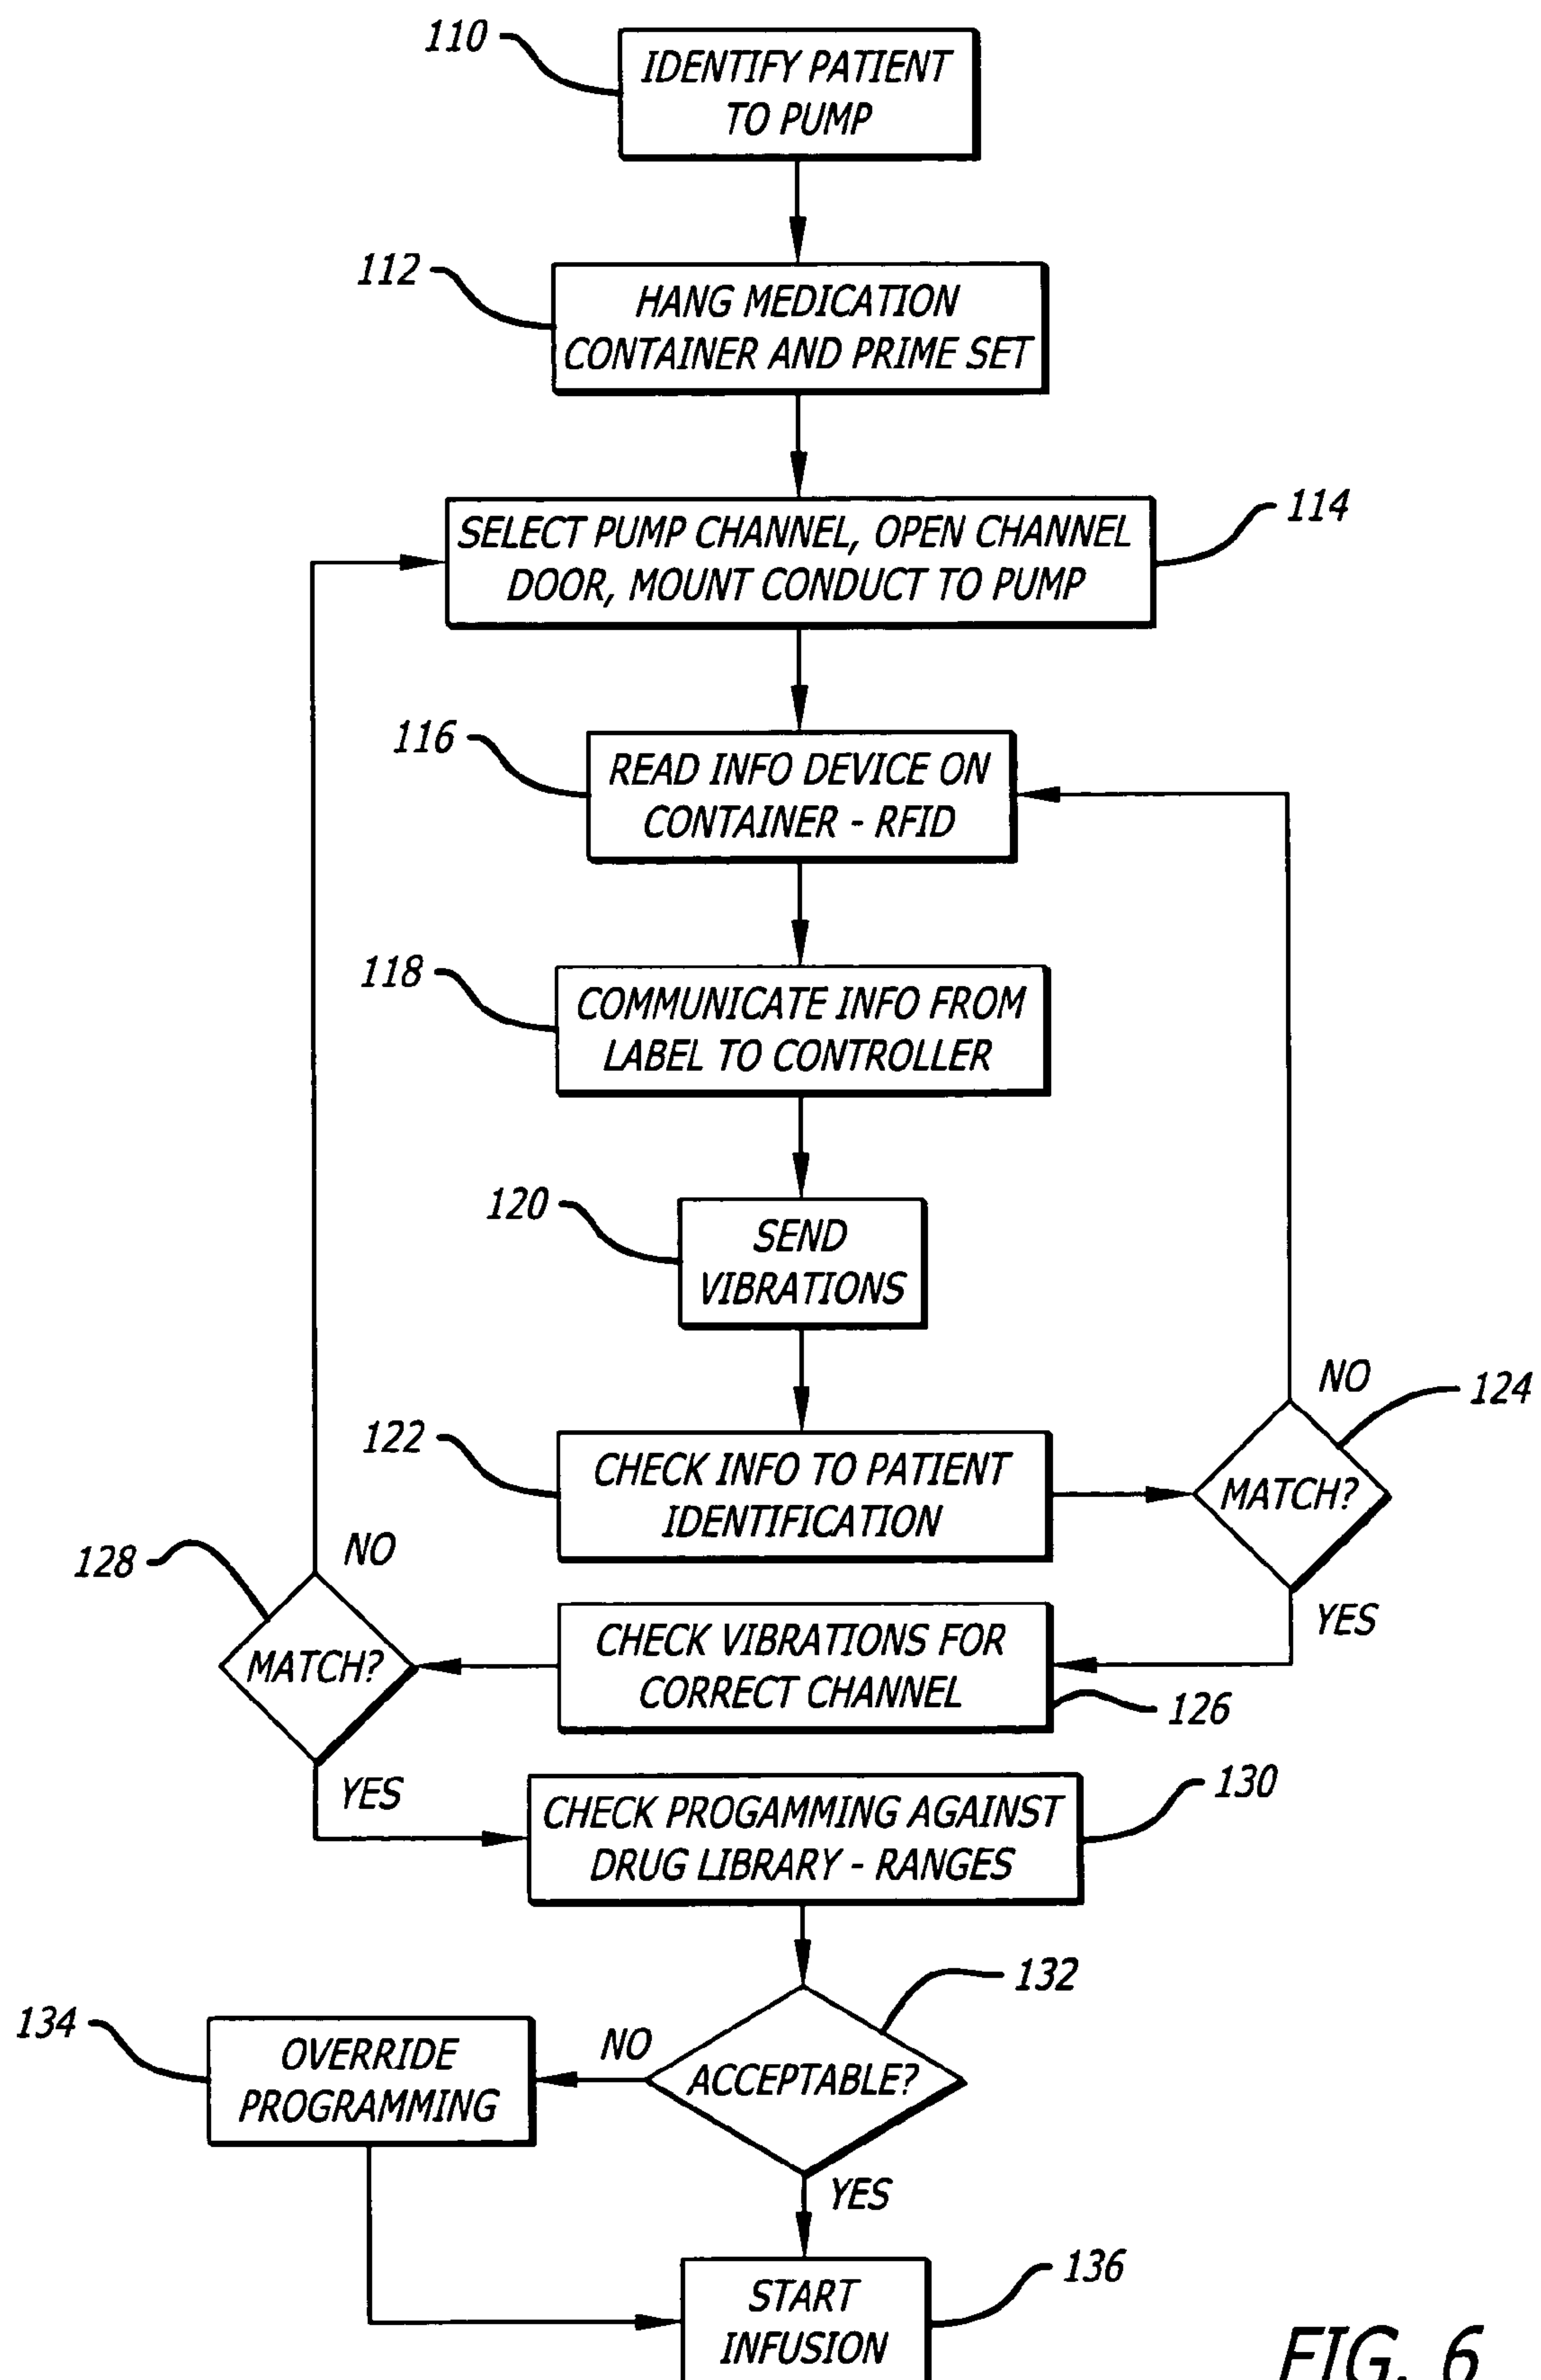 110
IDENTIFY PATIENT
TO PUMP
112
HANG MEDICATION
CONTAINER AND PRIME SET
114
SELECT PUMP CHANNEL, OPEN CHANNEL
DOOR, MOUNT CONDUCT TO PUMP
116
READ INFO DEVICE ON
CONTAINER - RFID
118
COMMUNICATE INFO FROM
LABEL TO CONTROLLER
120
SEND
VIBRATIONS
122
CHECK INFO TO PATIENT
IDENTIFICATION
NO
124
MATCH?
YES
128
NO
MATCH?
YES
CHECK VIBRATIONS FOR
CORRECT CHANNEL
126
130
CHECK PROGAMMING AGAINST
DRUG LIBRARY - RANGES
132
ACCEPTABLE?
NO
134
OVERRIDE
PROGRAMMING
YES
136
START
INFUSION
FIG. 6